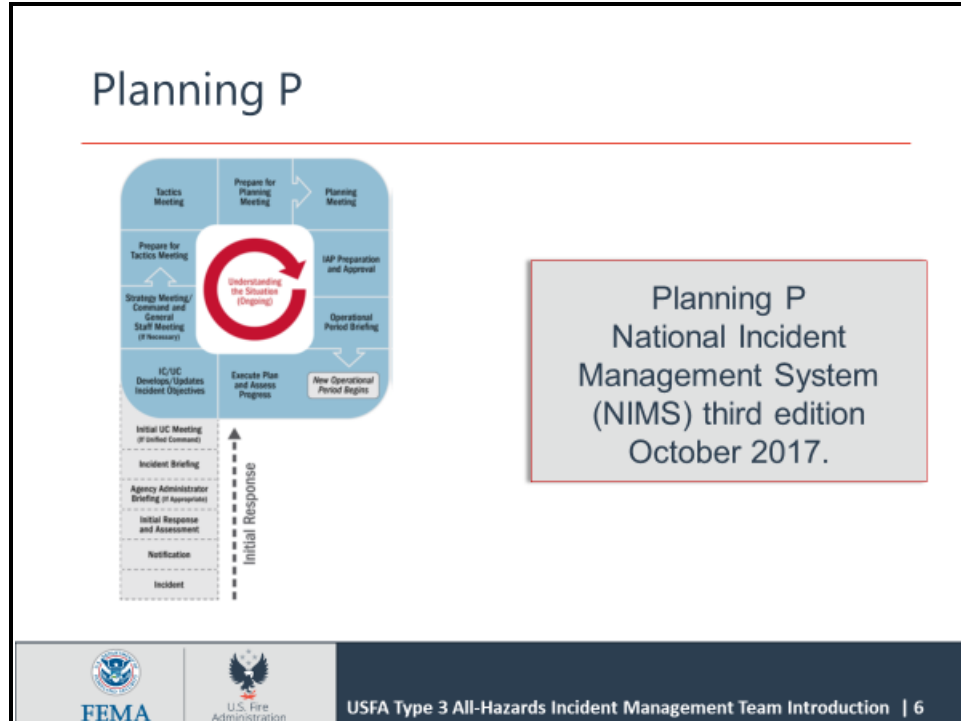 Planning P
Tactics
Meeting
Prepare for
Planning
Meeting
Planning
Meeting
Prepare for
Tactics Meeting
Understanding
the Situation
(Ongoing)
IAP Preparation
and Approval
Strategy Meeting/
Command and
General
Staff Meeting
(If Necessary)
Operational
Period Briefing
IC/UC
Develops/Updates
Incident Objectives
Execute Plan
and Assess
Progress
New Operational
Period Begins
Initial UC Meeting
(If Unified Command)
Incident Briefing
Agency Administrator
Briefing (If Appropriate)
Initial Response
and Assessment
Notification
Incident
Initial Response
Planning P
National Incident
Management System
(NIMS) third edition
October 2017.
FEMA
U.S. Fire
Administration
USFA Type 3 All-Hazards Incident Management Team Introduction | 6